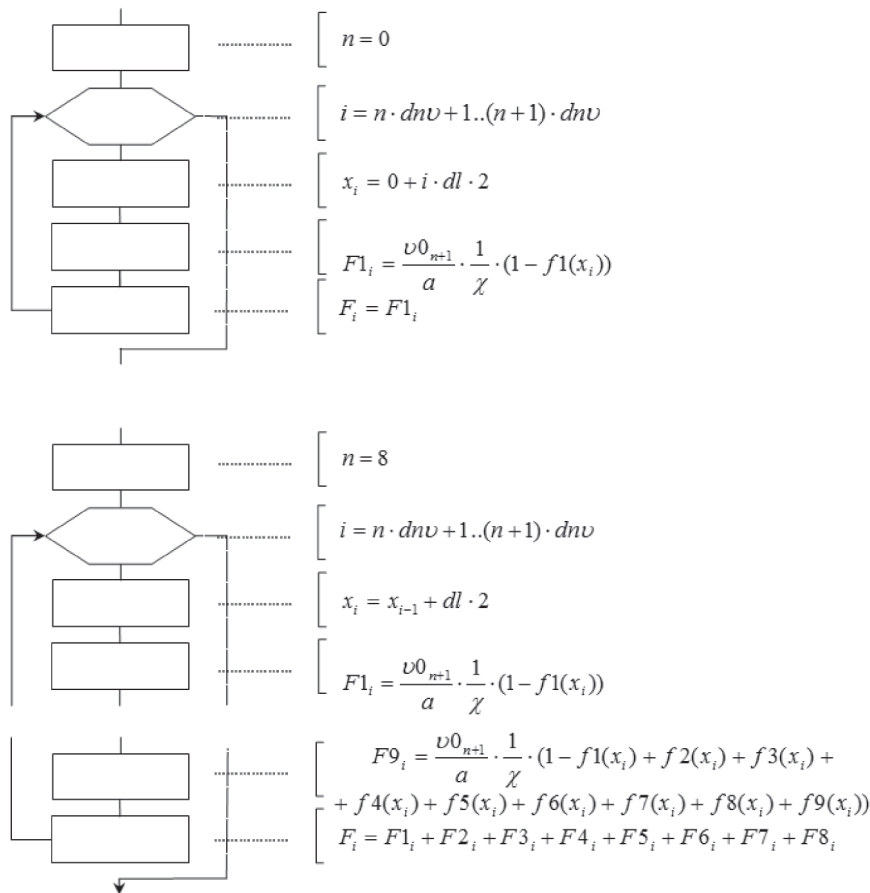 n = 0
i = n · dnυ + 1..(n + 1) · dnυ
x_i = 0 + i · dl · 2
F1_i = υ0_{n+1}/a · 1/χ · (1 − f1(x_i))
F_i = F1_i
n = 8
i = n · dnυ + 1..(n + 1) · dnυ
x_i = x_{i−1} + dl · 2
F1_i = υ0_{n+1}/a · 1/χ · (1 − f1(x_i))
F9_i = υ0_{n+1}/a · 1/χ · (1 − f1(x_i) + f2(x_i) + f3(x_i) +
+ f4(x_i) + f5(x_i) + f6(x_i) + f7(x_i) + f8(x_i) + f9(x_i))
F_i = F1_i + F2_i + F3_i + F4_i + F5_i + F6_i + F7_i + F8_i